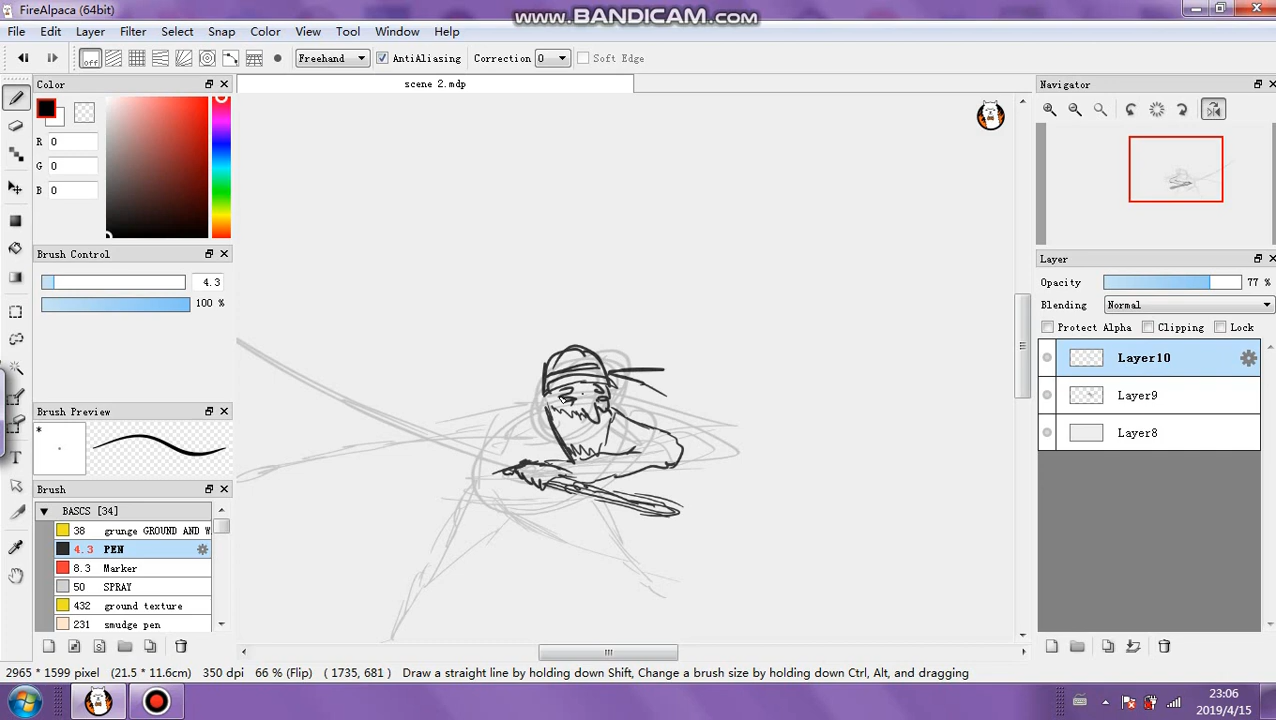 FireAlpaca (64bit)
www.BANDICAM.com
File Edit Layer Filter Select Snap Color View Tool Window Help
off Freehand AntiAliasing Correction 0 Soft Edge
Color
scene 2.mdp
Navigator
R 0
G 0
B 0
Brush Control
4.3
100 %
Layer
Opacity 77 %
Blending Normal
Protect Alpha Clipping Lock
Layer10
Layer9
Layer8
Brush Preview
*
Brush
BASCS [34]
38 grunge GROUND AND W
4.3 PEN
8.3 Marker
50 SPRAY
432 ground texture
231 smudge pen
2965 * 1599 pixel (21.5 * 11.6cm) 350 dpi 66 % (Flip) ( 1735, 681 ) Draw a straight line by holding down Shift, Change a brush size by holding down Ctrl, Alt, and dragging
23:06
2019/4/15